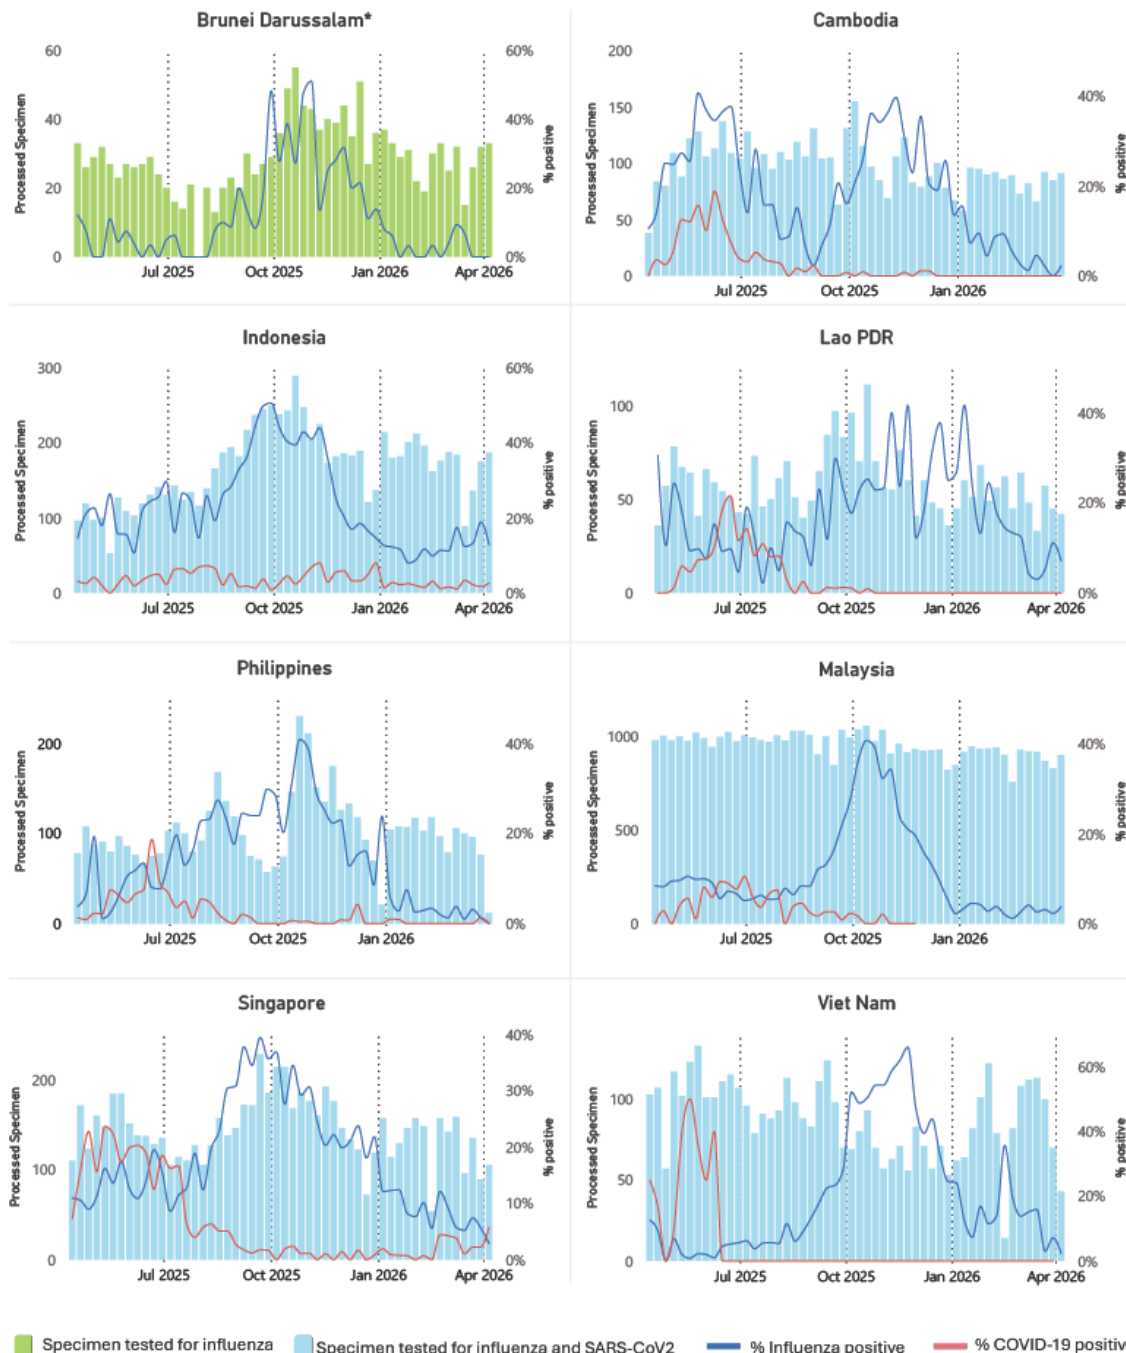 Brunei Darussalam*
60
60%
40
40%
20
20%
0
0%
Processed Specimen
% positive
Jul 2025
Oct 2025
Jan 2026
Apr 2026
Cambodia
200
150
40%
100
20%
50
0
0%
Processed Specimen
% positive
Jul 2025
Oct 2025
Jan 2026
Indonesia
300
60%
200
40%
100
20%
0
0%
Processed Specimen
% positive
Jul 2025
Oct 2025
Jan 2026
Apr 2026
Lao PDR
100
40%
50
20%
0
0%
Processed Specimen
% positive
Jul 2025
Oct 2025
Jan 2026
Apr 2026
Philippines
200
40%
100
20%
0
0%
Processed Specimen
% positive
Jul 2025
Oct 2025
Jan 2026
Malaysia
1000
40%
500
20%
0
0%
Processed Specimen
% positive
Jul 2025
Oct 2025
Jan 2026
Singapore
40%
200
30%
20%
100
10%
0
0%
Processed Specimen
% positive
Jul 2025
Oct 2025
Jan 2026
Apr 2026
Viet Nam
60%
100
40%
50
20%
0
0%
Processed Specimen
% positive
Jul 2025
Oct 2025
Jan 2026
Apr 2026
Specimen tested for influenza
Specimen tested for influenza and SARS-CoV2
% Influenza positive
% COVID-19 positiv